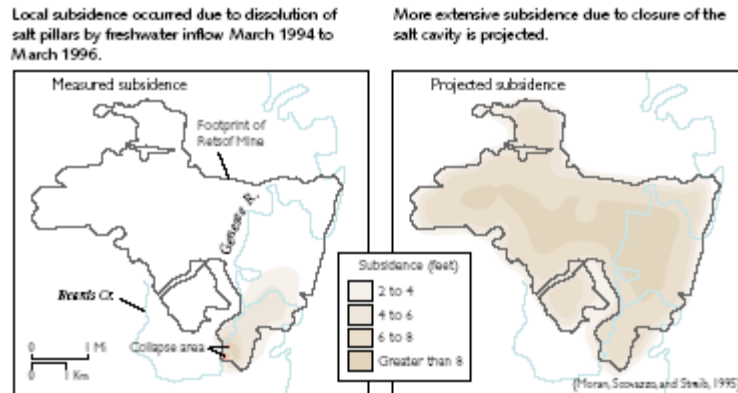 Local subsidence occurred due to dissolution of
salt pillars by freshwater inflow March 1994 to
March 1996.
More extensive subsidence due to closure of the
salt cavity is projected.
Measured subsidence
Footprint of
Retsof Mine
Genesee R.
Beards Cr.
Collapse area
0 1 Mi
0 1 Km
Projected subsidence
Subsidence (feet)
2 to 4
4 to 6
6 to 8
Greater than 8
(Moran, Scovazzo, and Streib, 1995)